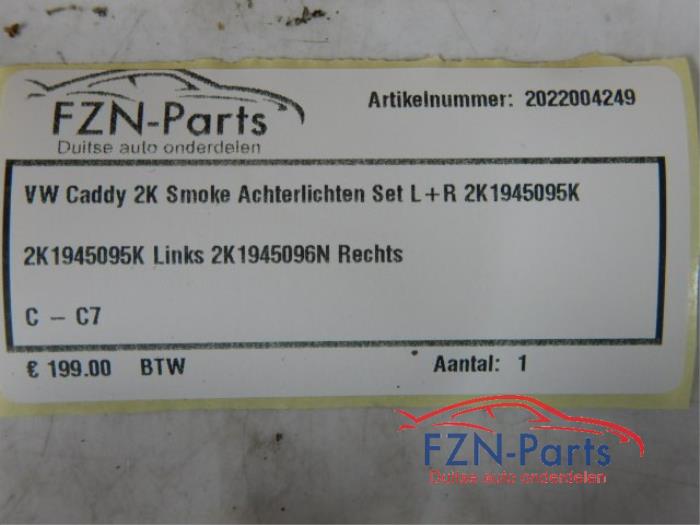 FZN-Parts
Duitse auto onderdelen
Artikelnummer: 2022004249
VW Caddy 2K Smoke Achterlichten Set L+R 2K1945095K
2K1945095K Links 2K1945096N Rechts
C – C7
€ 199.00 BTW
Aantal: 1
FZN-Parts
Duitse auto onderdelen